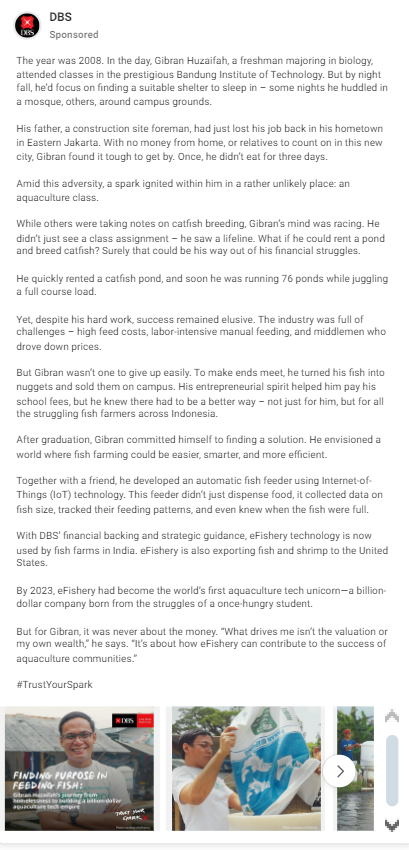 DBS
DBS
Sponsored
The year was 2008. In the day, Gibran Huzaifah, a freshman majoring in biology,
attended classes in the prestigious Bandung Institute of Technology. But by night
fall, he'd focus on finding a suitable shelter to sleep in – some nights he huddled in
a mosque, others, around campus grounds.
His father, a construction site foreman, had just lost his job back in his hometown
in Eastern Jakarta. With no money from home, or relatives to count on in this new
city, Gibran found it tough to get by. Once, he didn't eat for three days.
Amid this adversity, a spark ignited within him in a rather unlikely place: an
aquaculture class.
While others were taking notes on catfish breeding, Gibran's mind was racing. He
didn't just see a class assignment – he saw a lifeline. What if he could rent a pond
and breed catfish? Surely that could be his way out of his financial struggles.
He quickly rented a catfish pond, and soon he was running 76 ponds while juggling
a full course load.
Yet, despite his hard work, success remained elusive. The industry was full of
challenges – high feed costs, labor-intensive manual feeding, and middlemen who
drove down prices.
But Gibran wasn't one to give up easily. To make ends meet, he turned his fish into
nuggets and sold them on campus. His entrepreneurial spirit helped him pay his
school fees, but he knew there had to be a better way – not just for him, but for all
the struggling fish farmers across Indonesia.
After graduation, Gibran committed himself to finding a solution. He envisioned a
world where fish farming could be easier, smarter, and more efficient.
Together with a friend, he developed an automatic fish feeder using Internet-of-
Things (IoT) technology. This feeder didn't just dispense food, it collected data on
fish size, tracked their feeding patterns, and even knew when the fish were full.
With DBS' financial backing and strategic guidance, eFishery technology is now
used by fish farms in India. eFishery is also exporting fish and shrimp to the United
States.
By 2023, eFishery had become the world's first aquaculture tech unicorn—a billion-
dollar company born from the struggles of a once-hungry student.
But for Gibran, it was never about the money. "What drives me isn't the valuation or
my own wealth," he says. "It's about how eFishery can contribute to the success of
aquaculture communities."
#TrustYourSpark
DBS
FINDING PURPOSE IN
FEEDING FISH:
Gibran Huzaifah's journey from
homelessness to building a billion-dollar
aquaculture tech empire
TRUST YOUR
SPARK